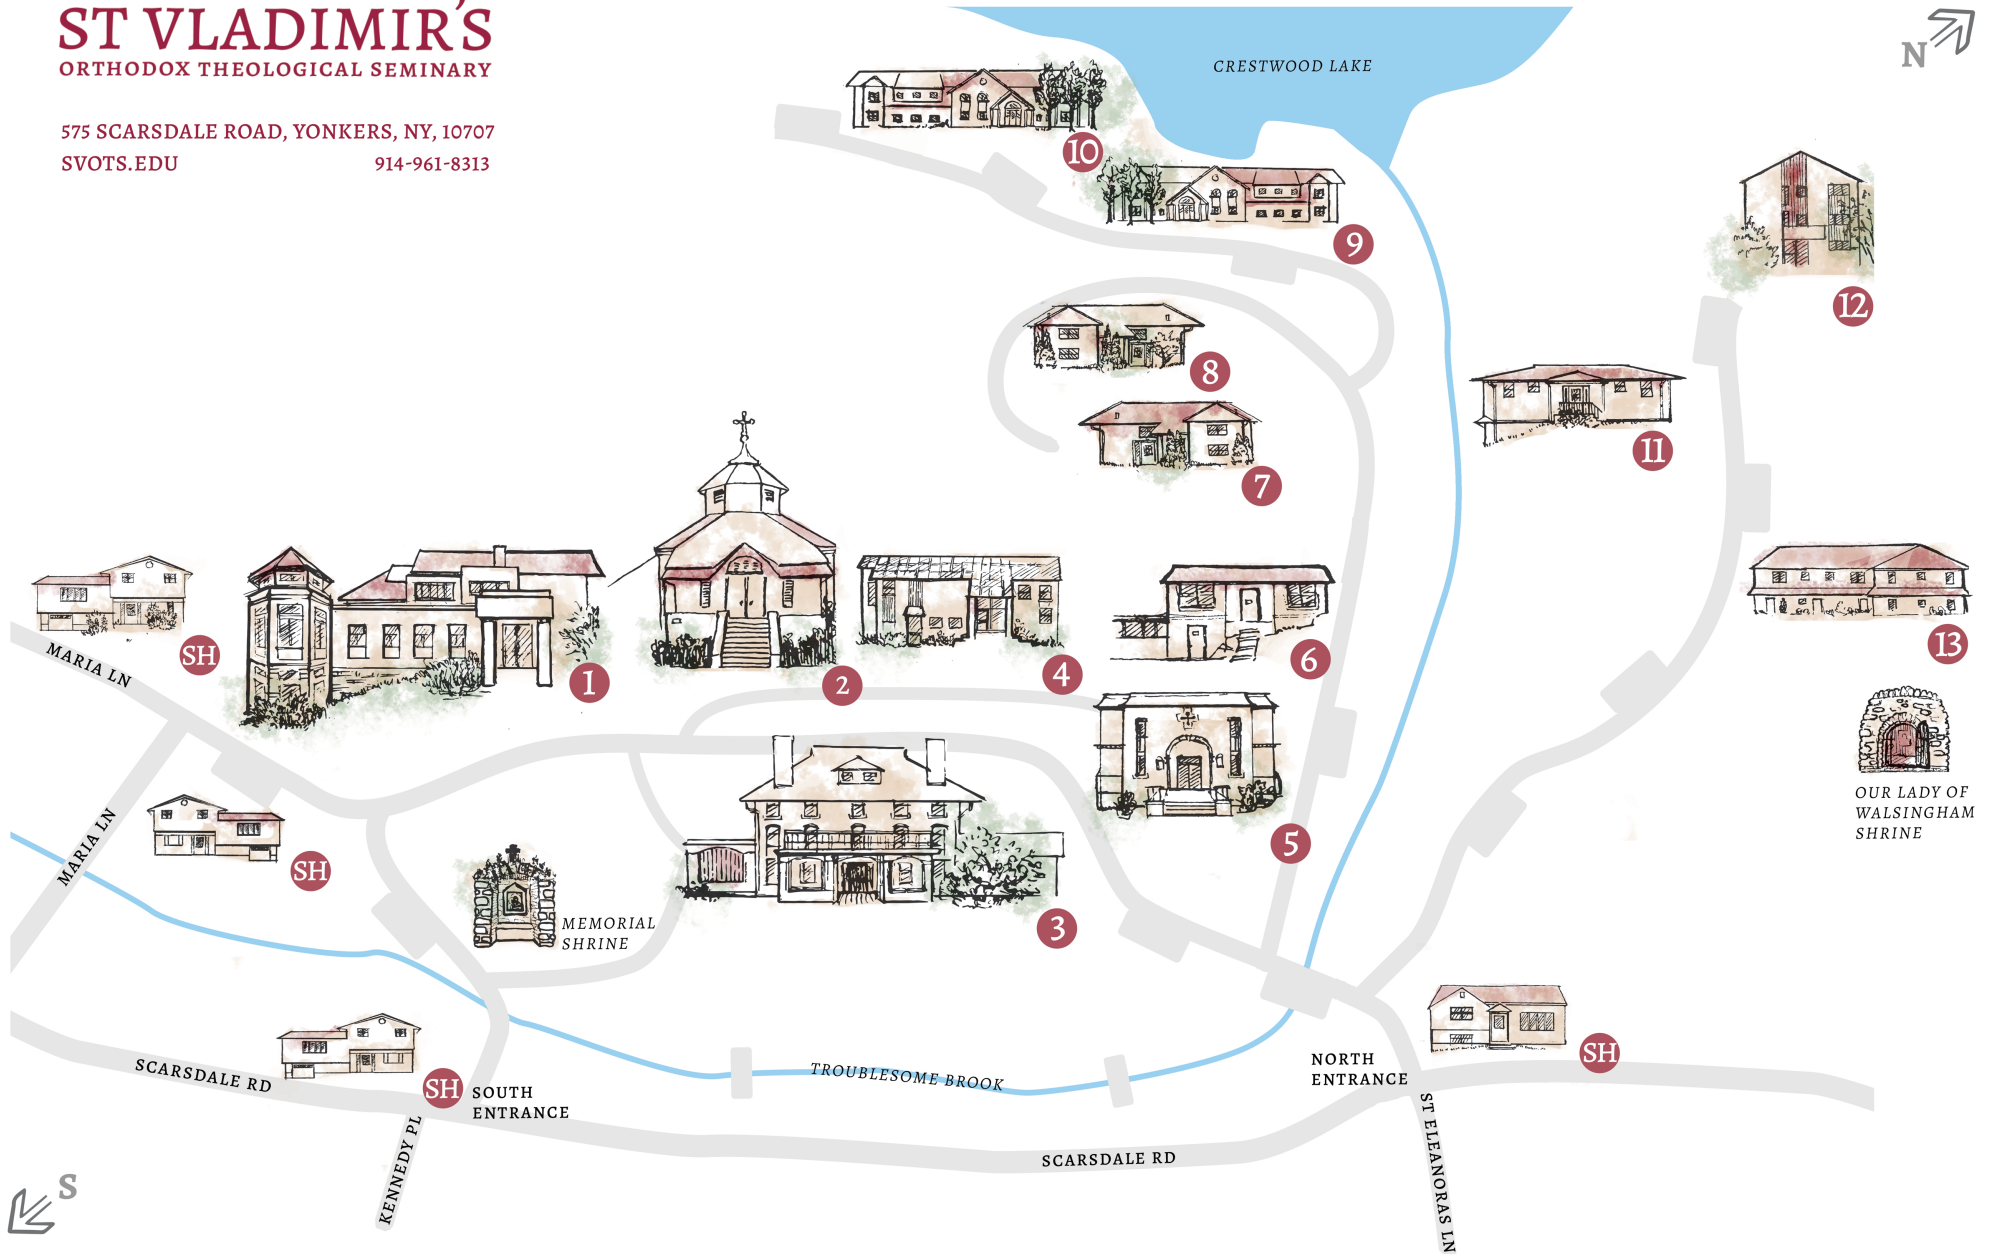 ST VLADIMIR'S
ORTHODOX THEOLOGICAL SEMINARY
575 SCARSDALE ROAD, YONKERS, NY, 10707
SVOTS.EDU 914-961-8313
N
CRESTWOOD LAKE
10
9
12
8
11
7
SH
MARIA LN
1
2
4
6
13
OUR LADY OF
WALSINGHAM
SHRINE
MARIA LN
SH
5
MEMORIAL
SHRINE
3
SCARSDALE RD
SH
SOUTH
ENTRANCE
KENNEDY PL
TROUBLESOME BROOK
NORTH
ENTRANCE
SH
SCARSDALE RD
ST ELEANORAS LN
S